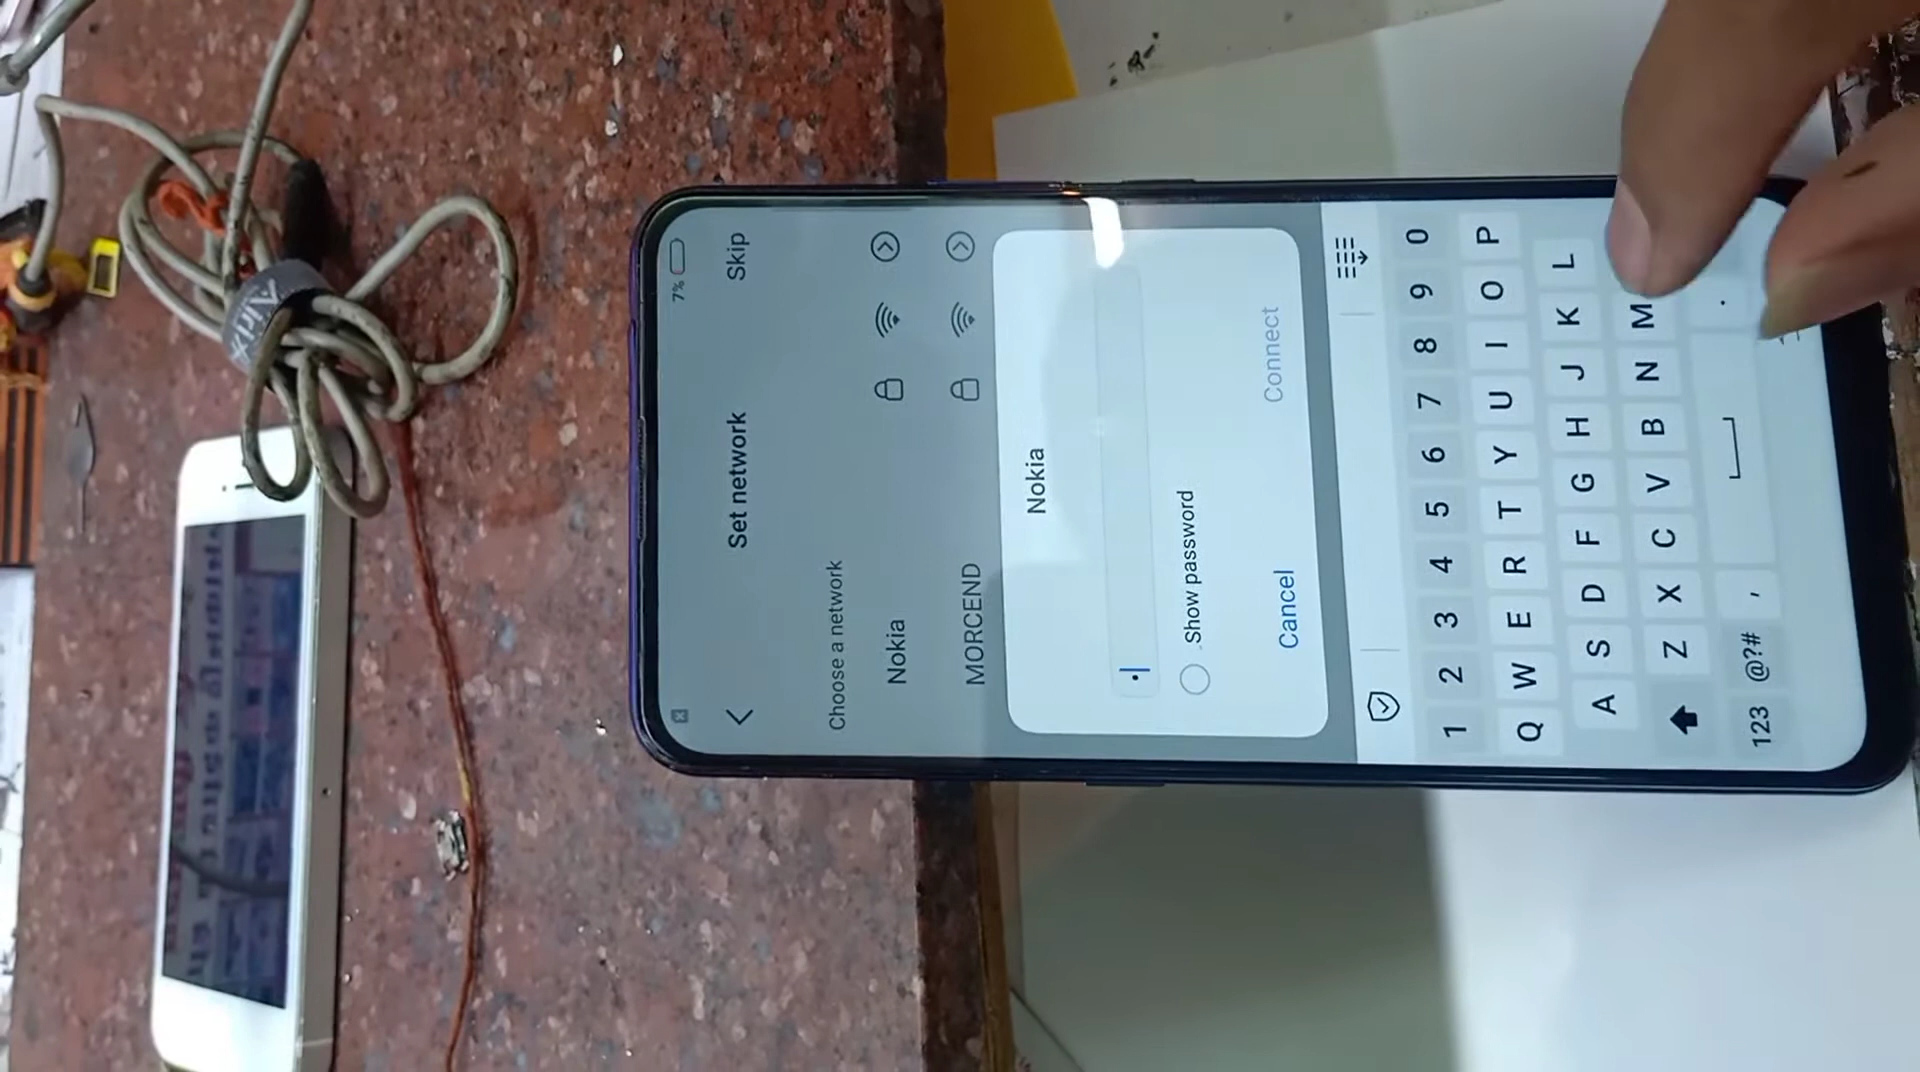 7%
Set network
Skip
Choose a network
Nokia
MORCEND
Nokia
Show password
Cancel
Connect
1 2 3 4 5 6 7 8 9 0
Q W E R T Y U I O P
A S D F G H J K L
Z X C V B N M
123 @?# , .
Airix